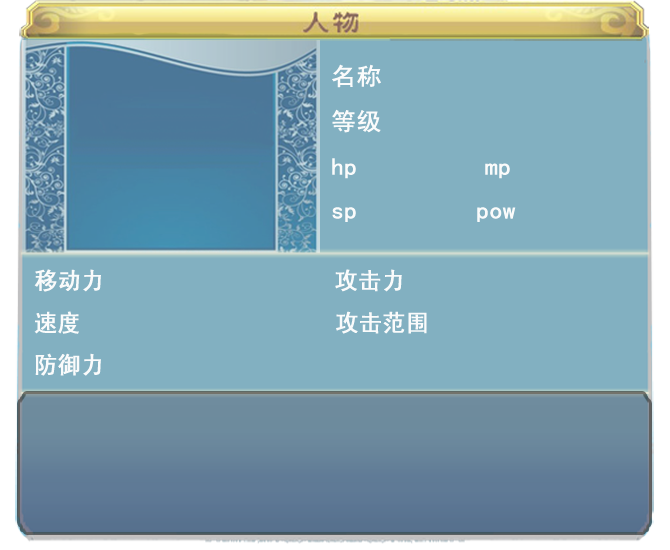 人物
名称
等级
hp mp
sp pow
移动力 攻击力
速度 攻击范围
防御力